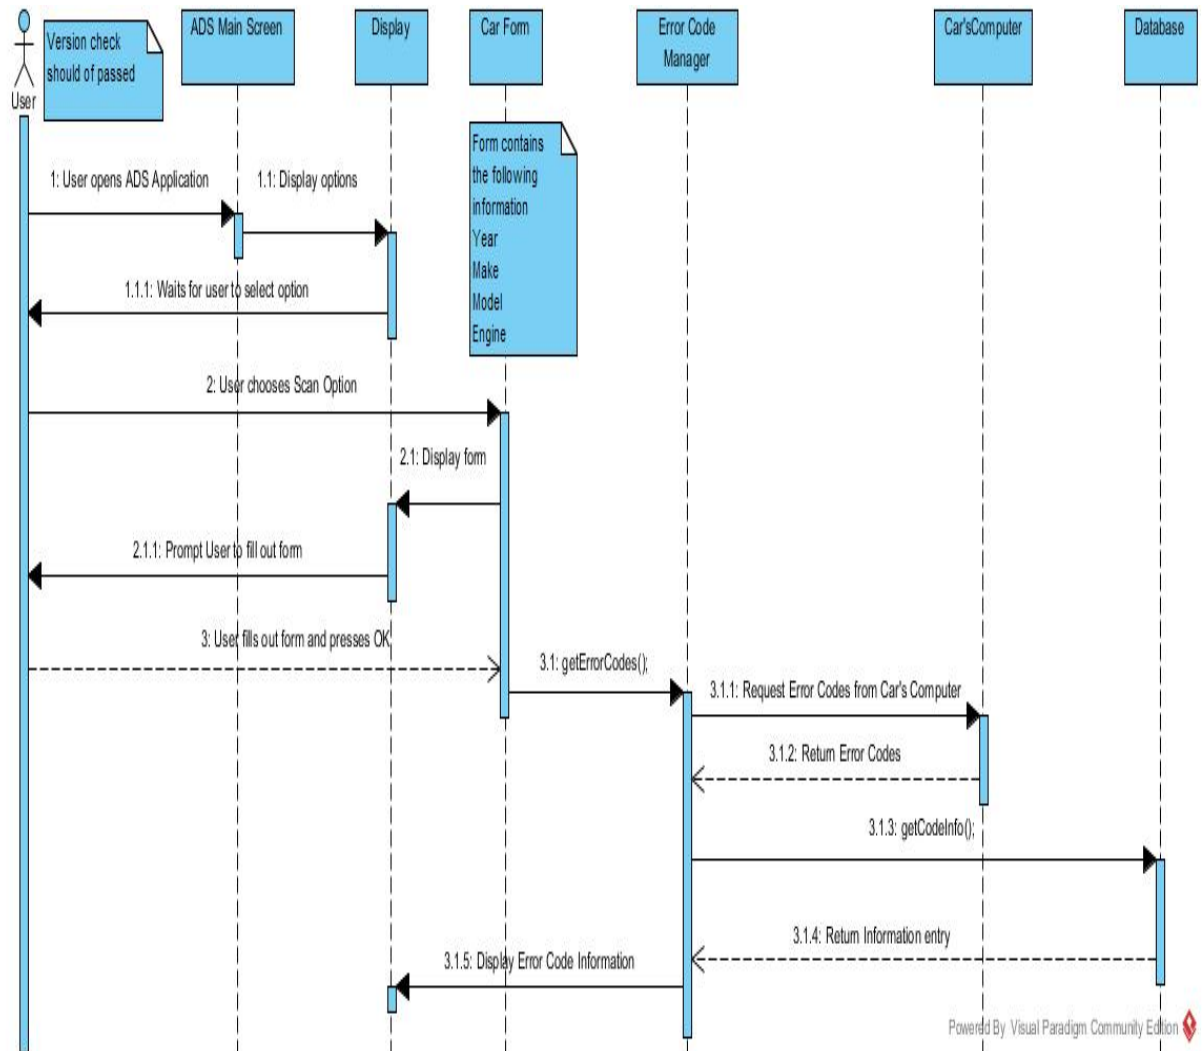 User
Version check
should of passed
ADS Main Screen
Display
Car Form
Error Code
Manager
Car'sComputer
Database
Form contains
the following
information
Year
Make
Model
Engine
1: User opens ADS Application
1.1: Display options
1.1.1: Waits for user to select option
2: User chooses Scan Option
2.1: Display form
2.1.1: Prompt User to fill out form
3: User fills out form and presses OK
3.1: getErrorCodes();
3.1.1: Request Error Codes from Car's Computer
3.1.2: Return Error Codes
3.1.3: getCodeInfo();
3.1.4: Return Information entry
3.1.5: Display Error Code Information
Powered By Visual Paradigm Community Edition